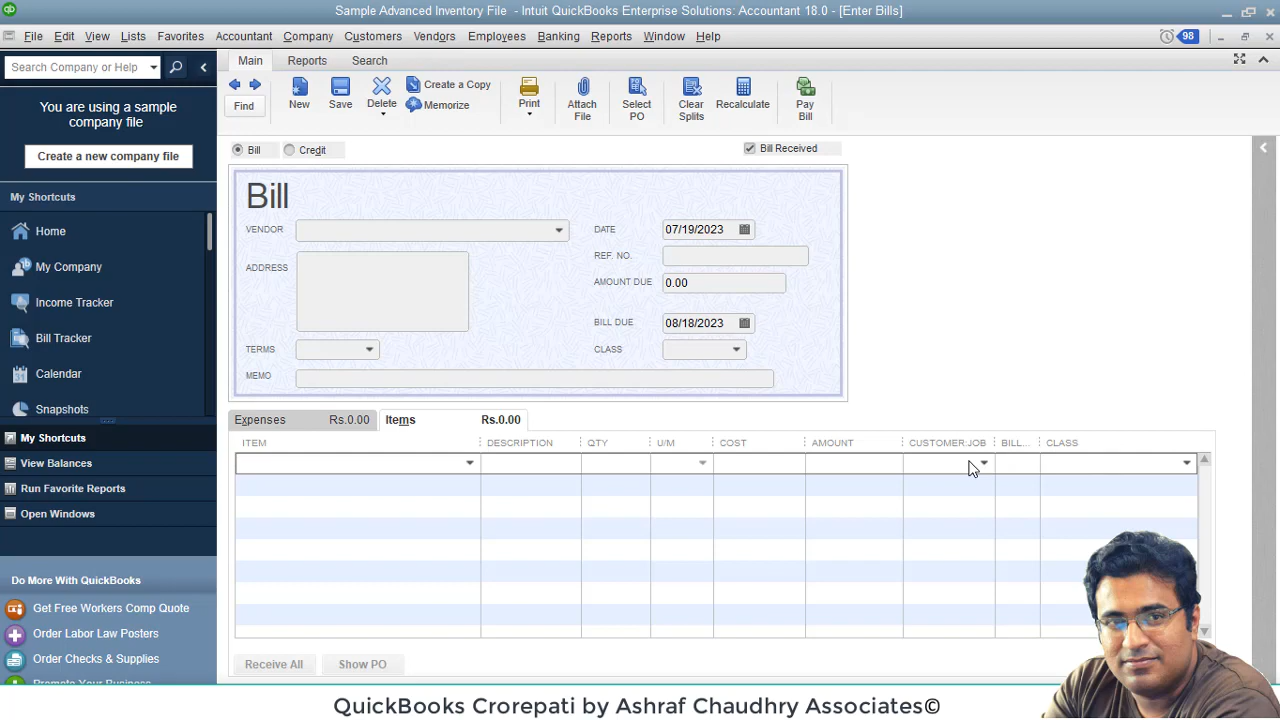 Sample Advanced Inventory File - Intuit QuickBooks Enterprise Solutions: Accountant 18.0 - [Enter Bills]
File Edit View Lists Favorites Accountant Company Customers Vendors Employees Banking Reports Window Help 98
Search Company or Help
Main Reports Search
Find New Save Delete Create a Copy Memorize Print Attach File Select PO Clear Splits Recalculate Pay Bill
You are using a sample
company file
Create a new company file
My Shortcuts
Home
My Company
Income Tracker
Bill Tracker
Calendar
Snapshots
My Shortcuts
View Balances
Run Favorite Reports
Open Windows
Do More With QuickBooks
Get Free Workers Comp Quote
Order Labor Law Posters
Order Checks & Supplies
Promote Your Business
Bill Credit Bill Received
Bill
VENDOR DATE 07/19/2023
REF. NO.
ADDRESS AMOUNT DUE 0.00
BILL DUE 08/18/2023
TERMS CLASS
MEMO
Expenses Rs.0.00 Items Rs.0.00
ITEM DESCRIPTION QTY U/M COST AMOUNT CUSTOMER:JOB BILL... CLASS
Receive All Show PO
QuickBooks Crorepati by Ashraf Chaudhry Associates©